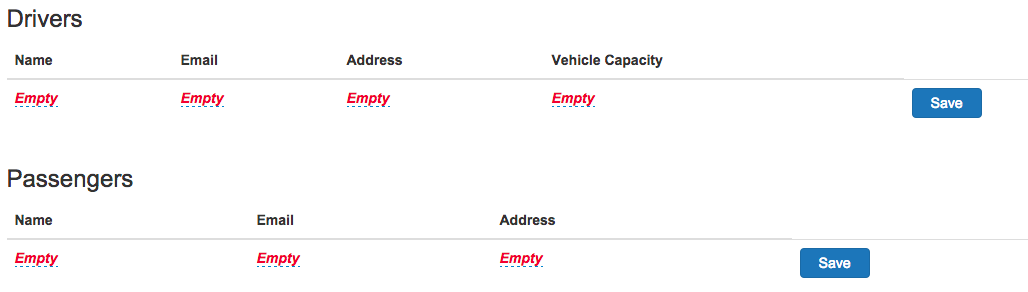 Drivers
Name Email Address Vehicle Capacity
Empty Empty Empty Empty Save
Passengers
Name Email Address
Empty Empty Empty Save